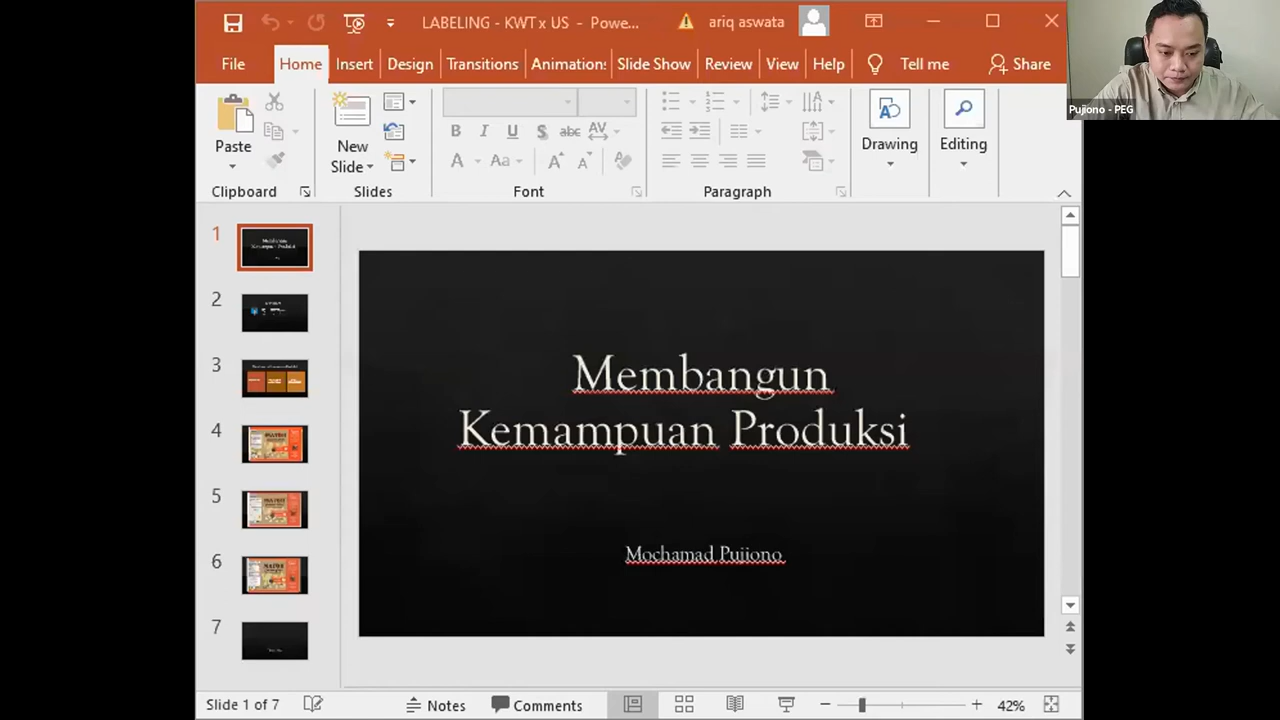 LABELING - KWT x US - Powe...
ariq aswata
File
Home
Insert
Design
Transitions
Animation:
Slide Show
Review
View
Help
Tell me
Share
Pujiono - PEG
Paste
New
Slide
Drawing
Editing
Clipboard
Slides
Font
Paragraph
1
2
3
4
5
6
7
Membangun
Kemampuan Produksi
Mochamad Pujiono
Slide 1 of 7
Notes
Comments
42%